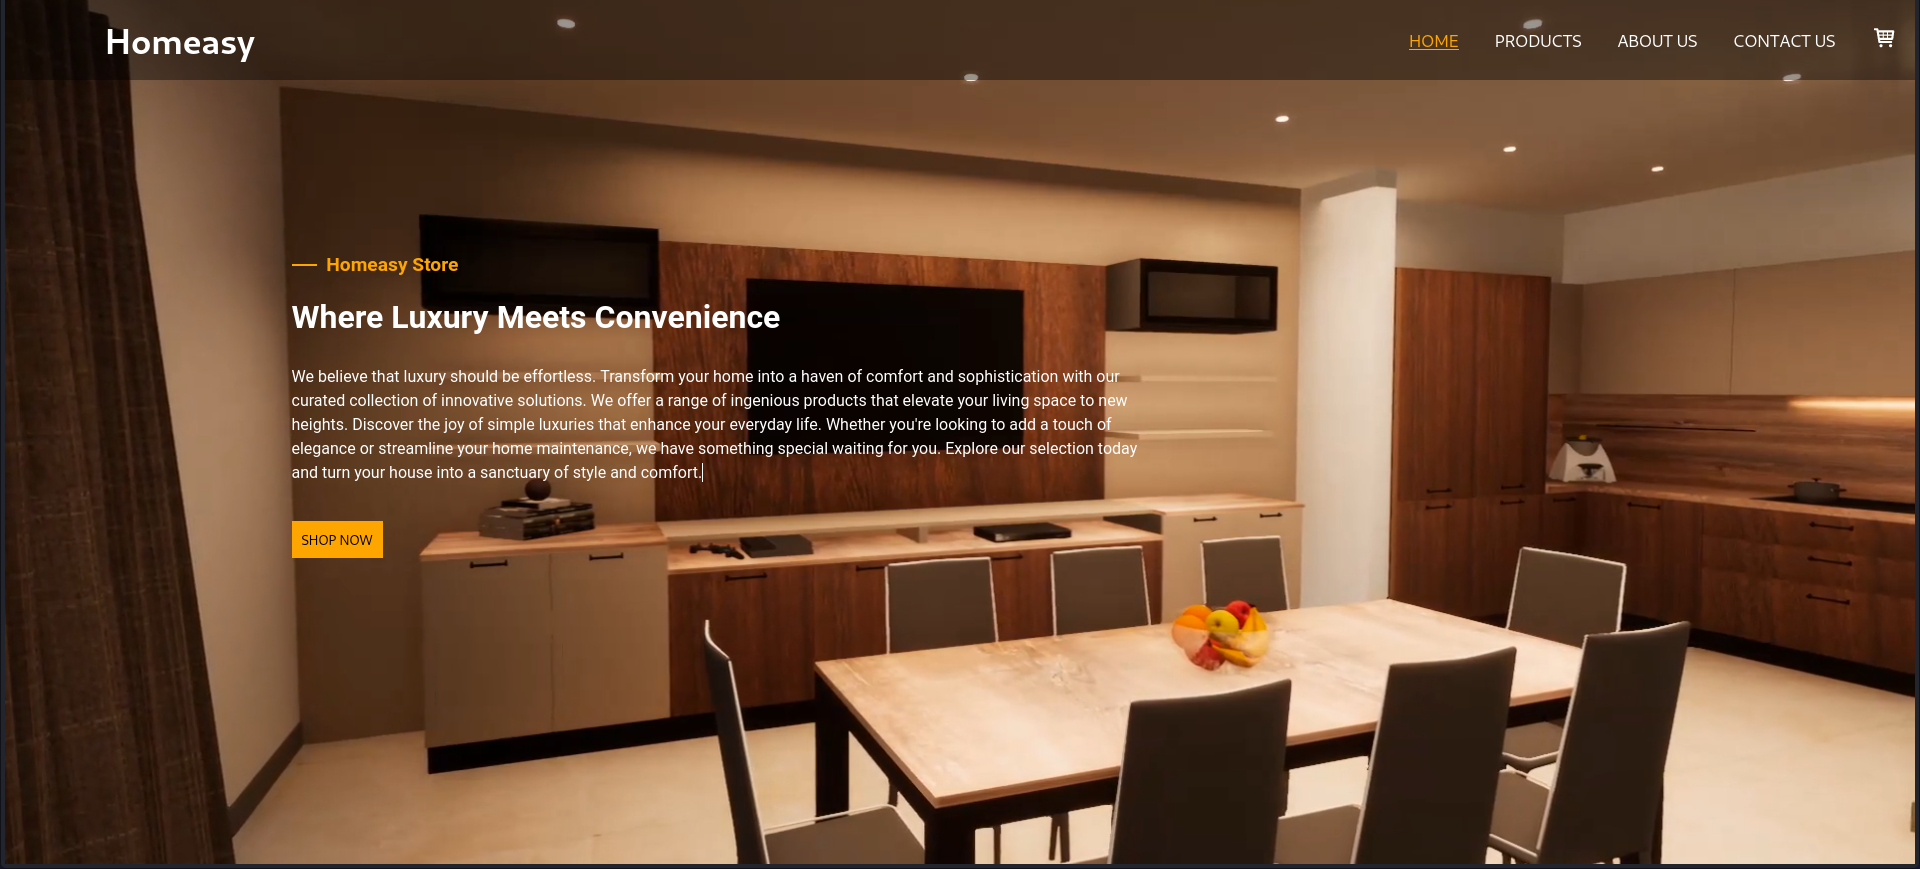 Homeasy
HOME PRODUCTS ABOUT US CONTACT US
Homeasy Store
Where Luxury Meets Convenience
We believe that luxury should be effortless. Transform your home into a haven of comfort and sophistication with our
curated collection of innovative solutions. We offer a range of ingenious products that elevate your living space to new
heights. Discover the joy of simple luxuries that enhance your everyday life. Whether you're looking to add a touch of
elegance or streamline your home maintenance, we have something special waiting for you. Explore our selection today
and turn your house into a sanctuary of style and comfort.
SHOP NOW